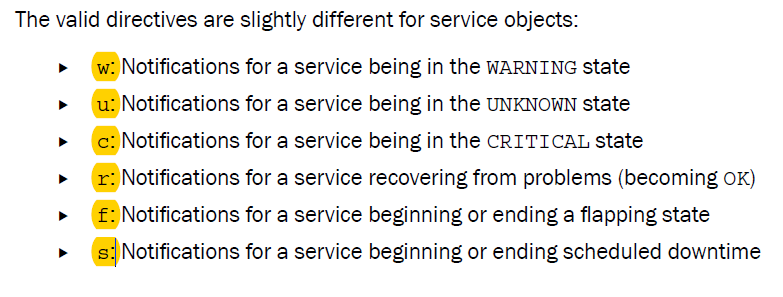 The valid directives are slightly different for service objects:
w: Notifications for a service being in the WARNING state
u: Notifications for a service being in the UNKNOWN state
c: Notifications for a service being in the CRITICAL state
r: Notifications for a service recovering from problems (becoming OK)
f: Notifications for a service beginning or ending a flapping state
s: Notifications for a service beginning or ending scheduled downtime